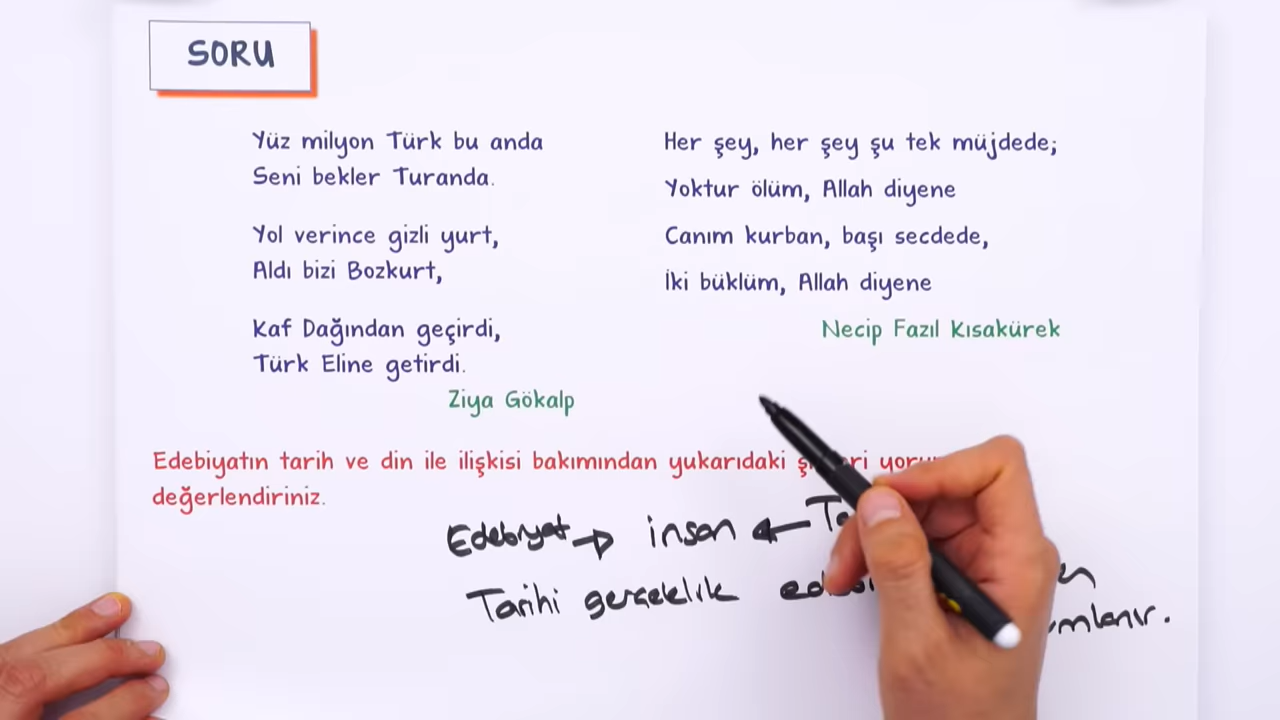 SORU
Yüz milyon Türk bu anda
Seni bekler Turanda.
Yol verince gizli yurt,
Aldı bizi Bozkurt,
Kaf Dağından geçirdi,
Türk Eline getirdi.
Ziya Gökalp
Her şey, her şey şu tek müjdede;
Yoktur ölüm, Allah diyene
Canım kurban, başı secdede,
İki büklüm, Allah diyene
Necip Fazıl Kısakürek
Edebiyatın tarih ve din ile ilişkisi bakımından yukarıdaki
değerlendiriniz.
Edebiyat → insan ←
Tarihi gerçeklik